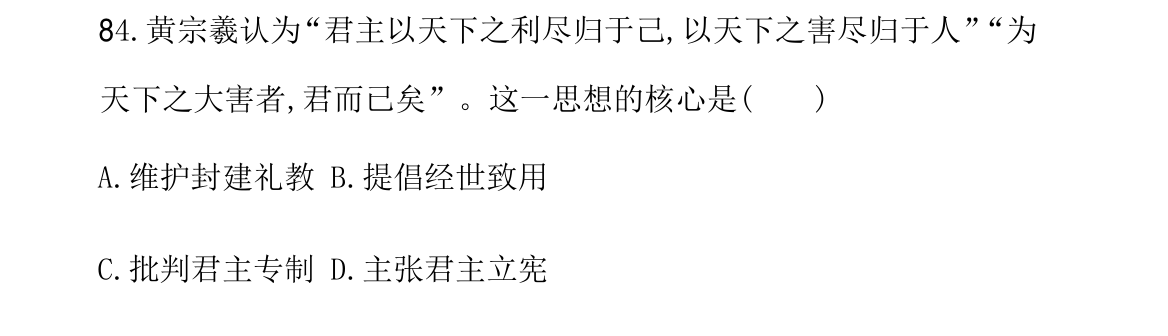 84.黄宗羲认为“君主以天下之利尽归于己,以天下之害尽归于人”“为
天下之大害者,君而已矣”。这一思想的核心是(  )
A.维护封建礼教 B.提倡经世致用
C.批判君主专制 D.主张君主立宪